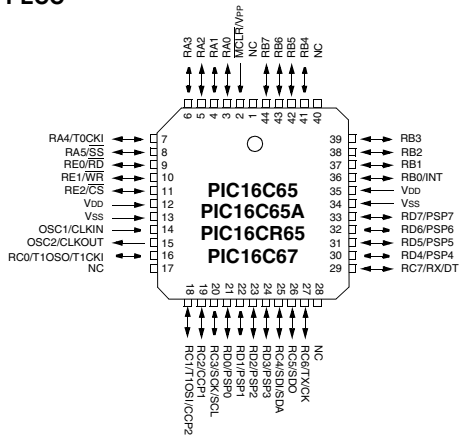 PLCC
RA3
RA2
RA1
RA0
MCLR/VPP
NC
RB7
RB6
RB5
RB4
NC
6
5
4
3
2
1
44
43
42
41
40
RA4/T0CKI 7
RA5/SS 8
RE0/RD 9
RE1/WR 10
RE2/CS 11
VDD 12
VSS 13
OSC1/CLKIN 14
OSC2/CLKOUT 15
RC0/T1OSO/T1CKI 16
NC 17
PIC16C65
PIC16C65A
PIC16CR65
PIC16C67
39 RB3
38 RB2
37 RB1
36 RB0/INT
35 VDD
34 VSS
33 RD7/PSP7
32 RD6/PSP6
31 RD5/PSP5
30 RD4/PSP4
29 RC7/RX/DT
18
19
20
21
22
23
24
25
26
27
28
RC1/T1OSI/CCP2
RC2/CCP1
RC3/SCK/SCL
RD0/PSP0
RD1/PSP1
RD2/PSP2
RD3/PSP3
RC4/SDI/SDA
RC5/SDO
RC6/TX/CK
NC